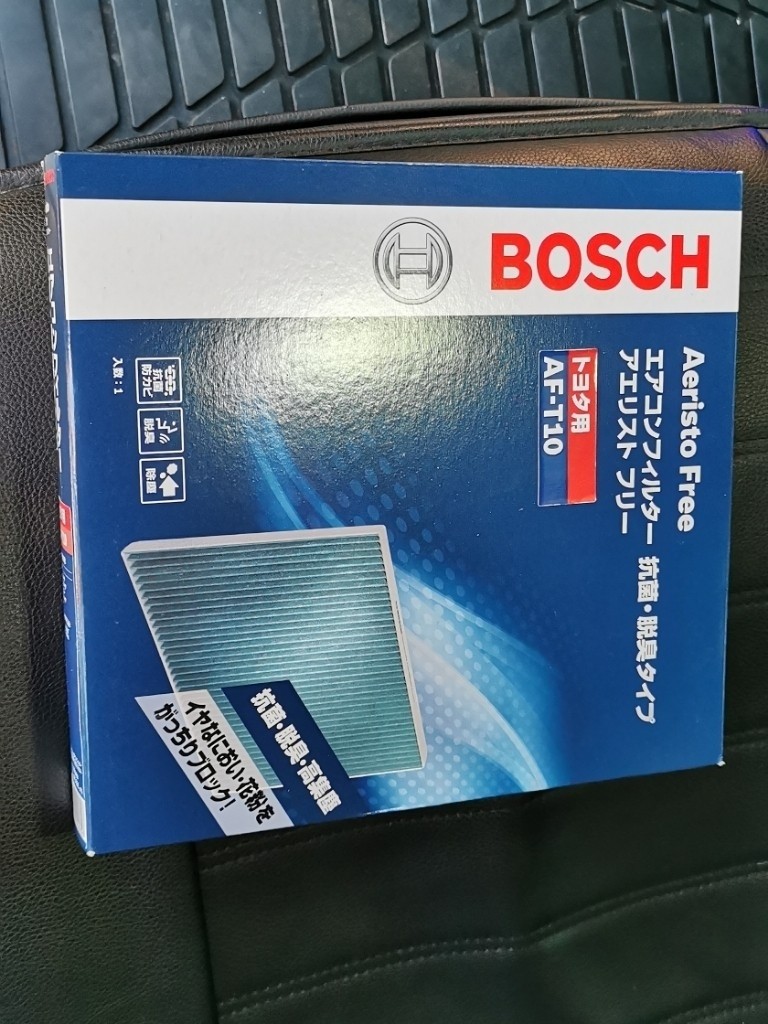 BOSCH
Aeristo Free
エアコンフィルター 抗菌・脱臭タイプ
アエリスト フリー
トヨタ用
AF-T10
抗菌
防カビ
脱臭
除塵
入数：1
抗菌・脱臭・高集塵
イヤなにおい・花粉を
がっちりブロック！